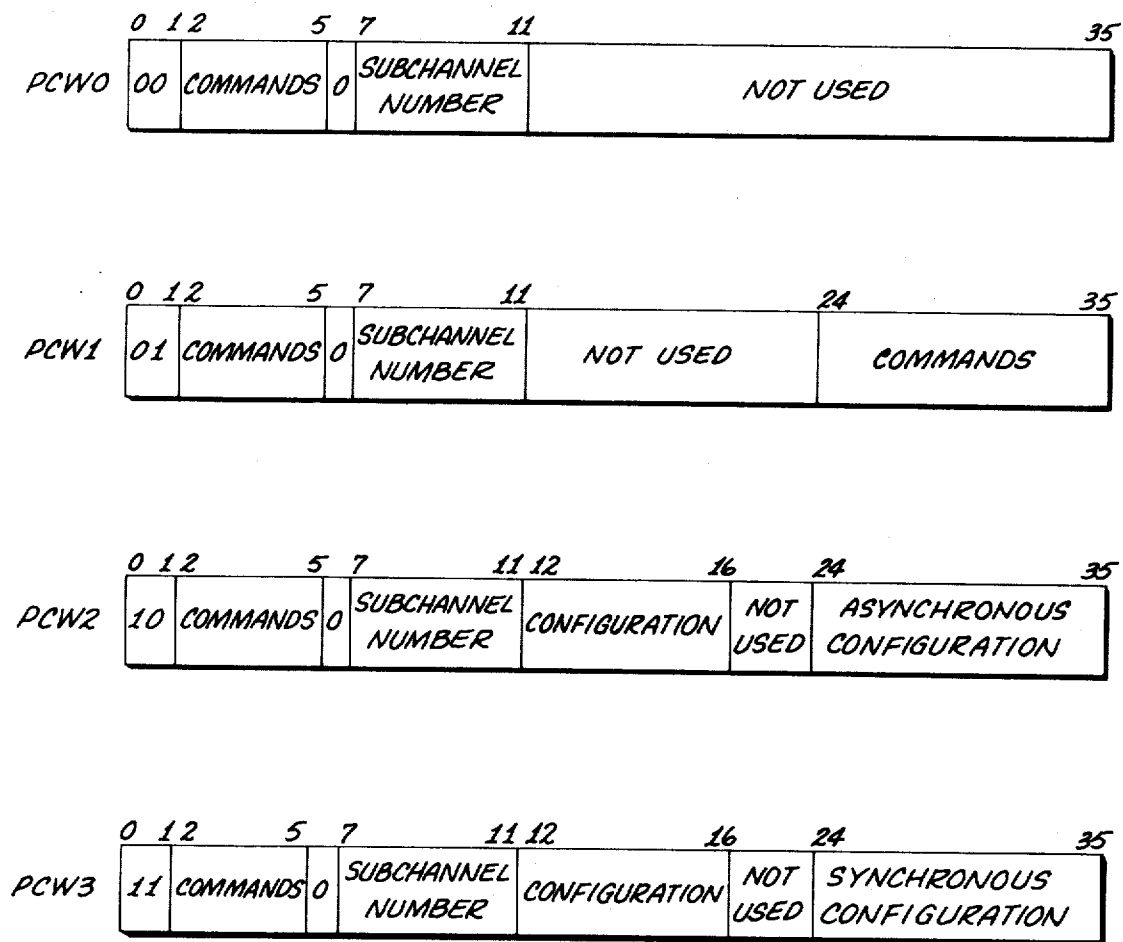 0 1 2 5 7 11 35
PCW0 00 COMMANDS 0 SUBCHANNEL NUMBER NOT USED
0 1 2 5 7 11 24 35
PCW1 01 COMMANDS 0 SUBCHANNEL NUMBER NOT USED COMMANDS
0 1 2 5 7 11 12 16 24 35
PCW2 10 COMMANDS 0 SUBCHANNEL NUMBER CONFIGURATION NOT USED ASYNCHRONOUS CONFIGURATION
0 1 2 5 7 11 12 16 24 35
PCW3 11 COMMANDS 0 SUBCHANNEL NUMBER CONFIGURATION NOT USED SYNCHRONOUS CONFIGURATION